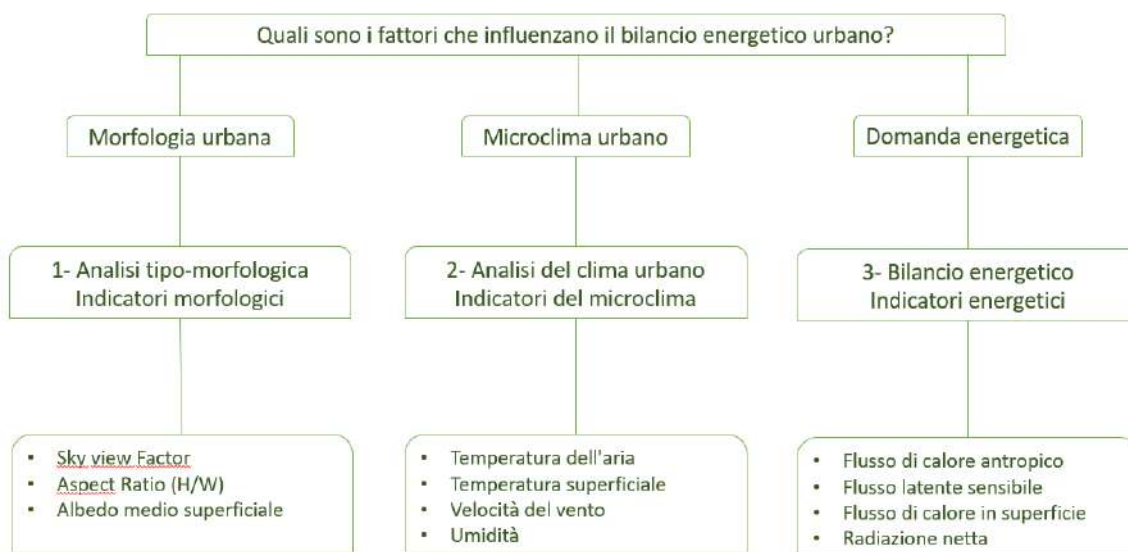 Quali sono i fattori che influenzano il bilancio energetico urbano?
Morfologia urbana
Microclima urbano
Domanda energetica
1- Analisi tipo-morfologica
Indicatori morfologici
2- Analisi del clima urbano
Indicatori del microclima
3- Bilancio energetico
Indicatori energetici
▪ Sky view Factor
▪ Aspect Ratio (H/W)
▪ Albedo medio superficiale
▪ Temperatura dell'aria
▪ Temperatura superficiale
▪ Velocità del vento
▪ Umidità
▪ Flusso di calore antropico
▪ Flusso latente sensibile
▪ Flusso di calore in superficie
▪ Radiazione netta